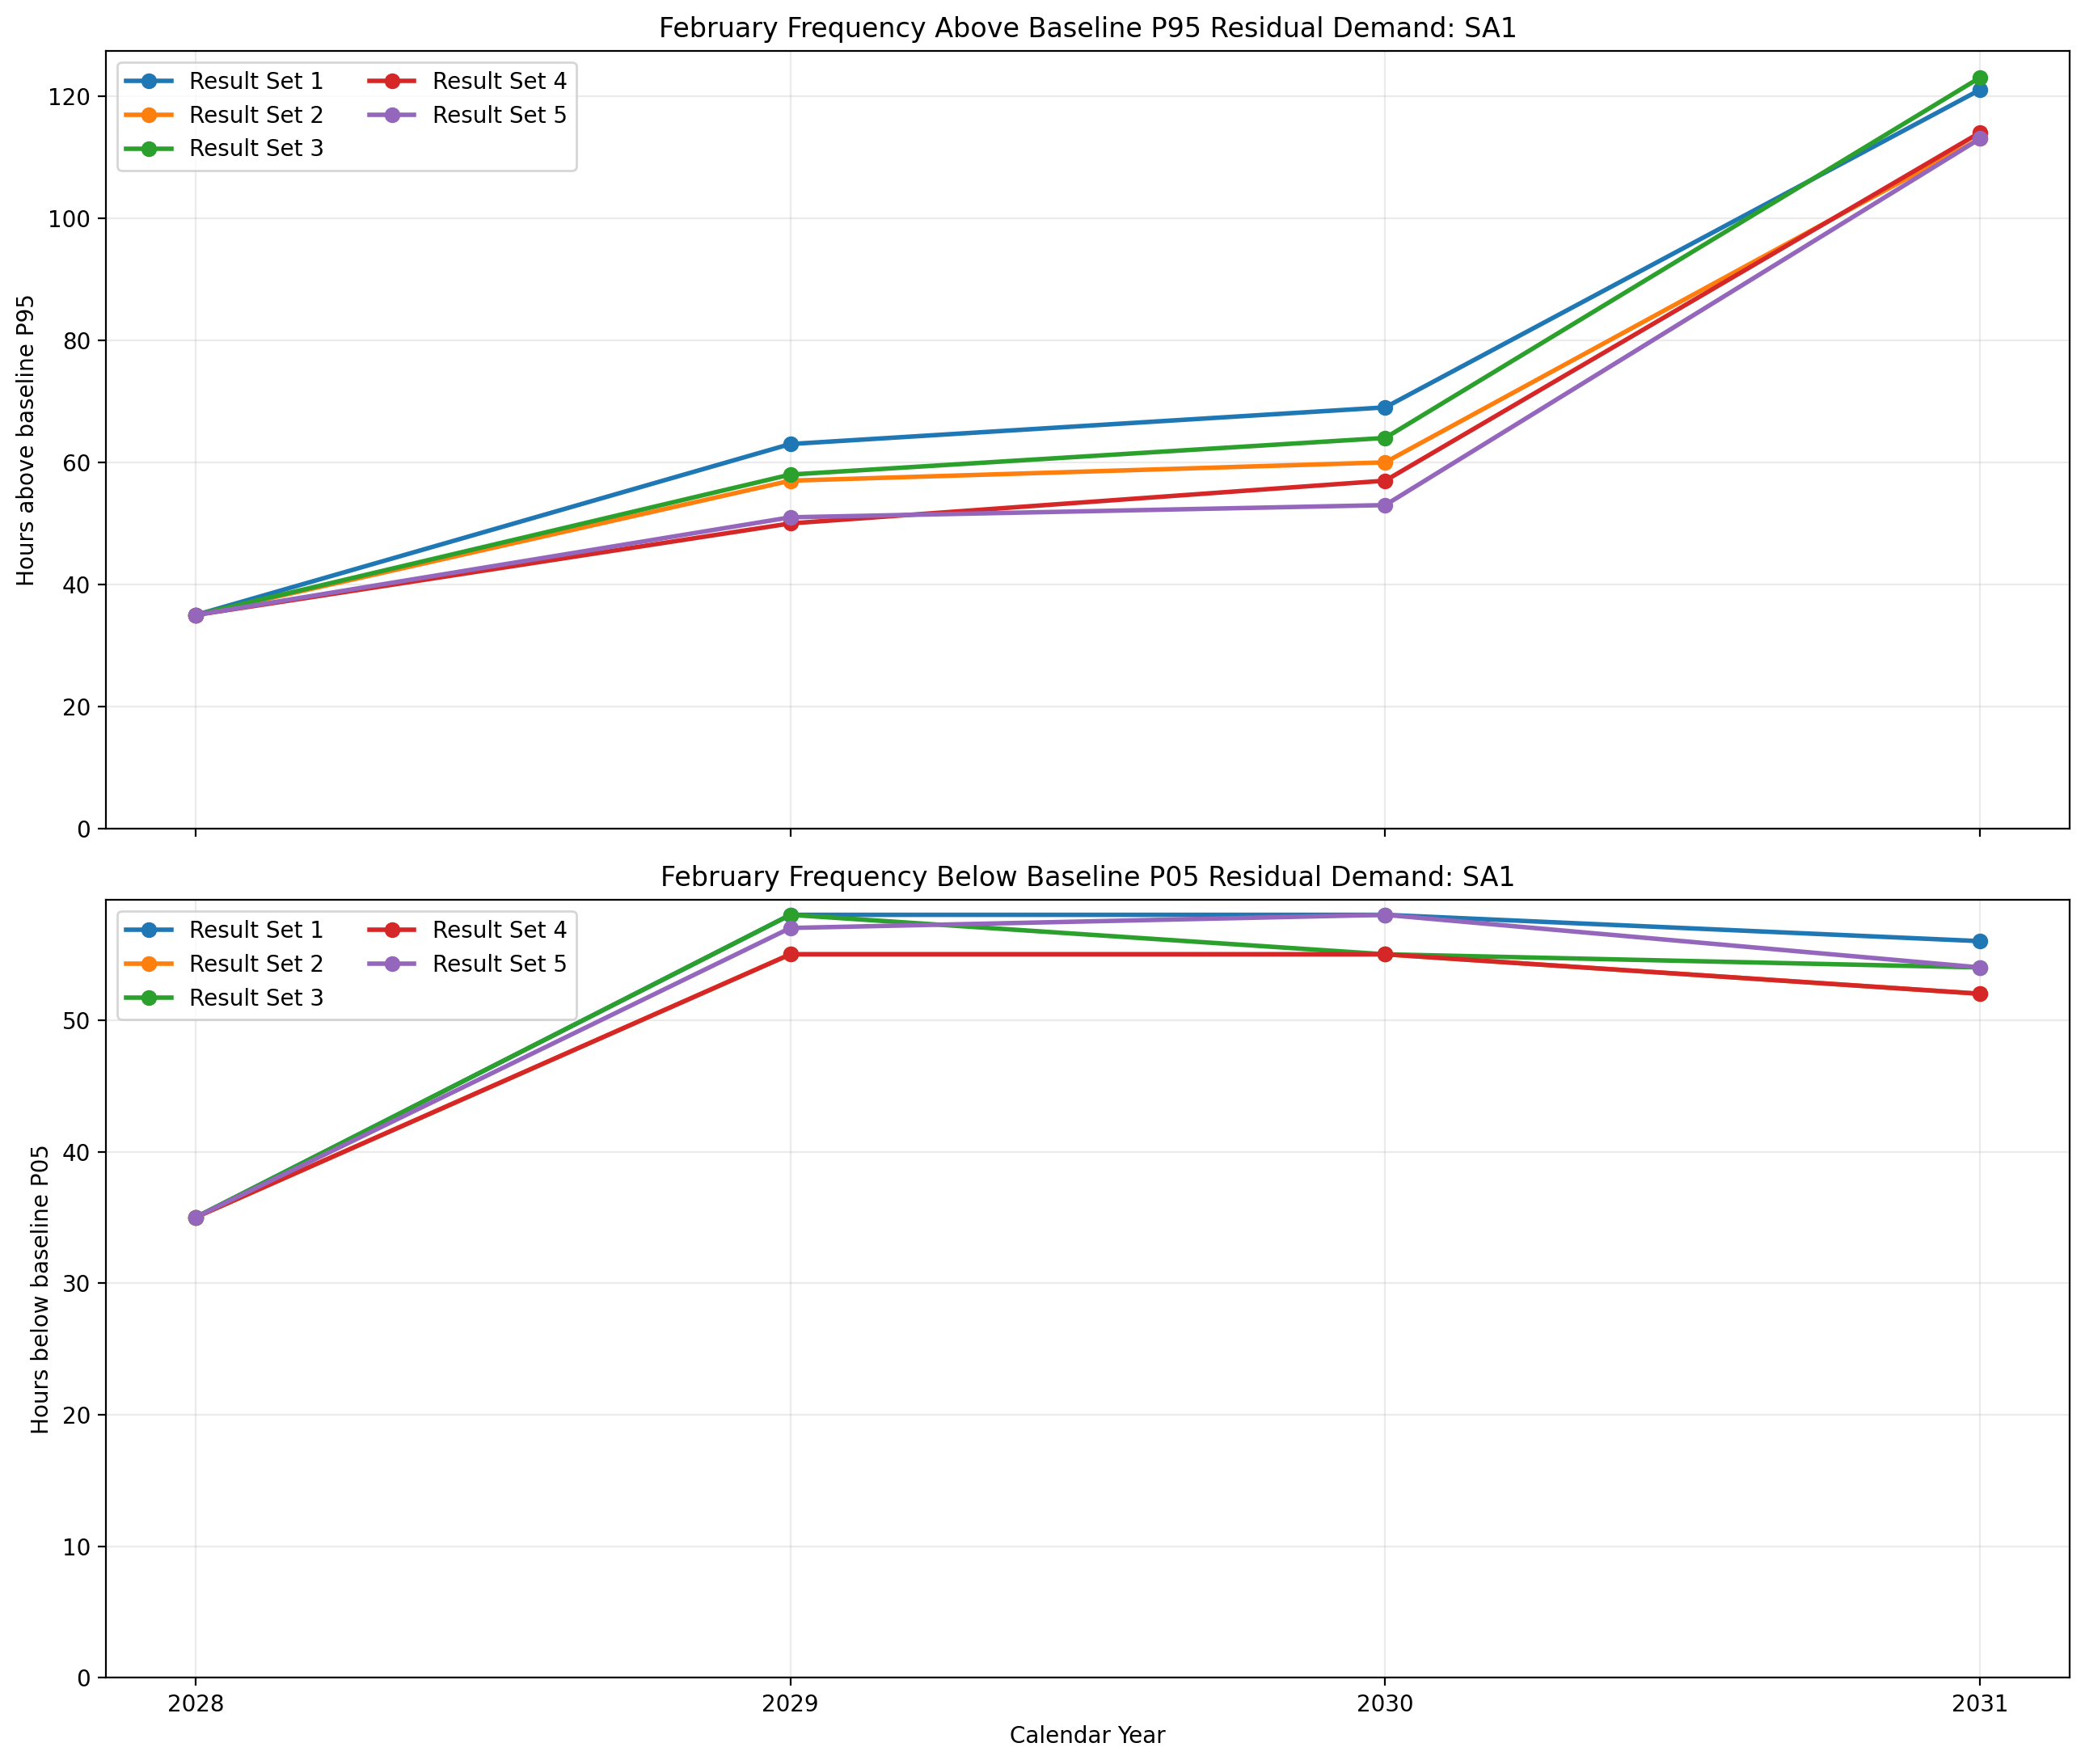 February Frequency Above Baseline P95 Residual Demand: SA1
Result Set 1
Result Set 2
Result Set 3
Result Set 4
Result Set 5
Hours above baseline P95
120
100
80
60
40
20
0
February Frequency Below Baseline P05 Residual Demand: SA1
Result Set 1
Result Set 2
Result Set 3
Result Set 4
Result Set 5
Hours below baseline P05
50
40
30
20
10
0
2028 2029 2030 2031
Calendar Year